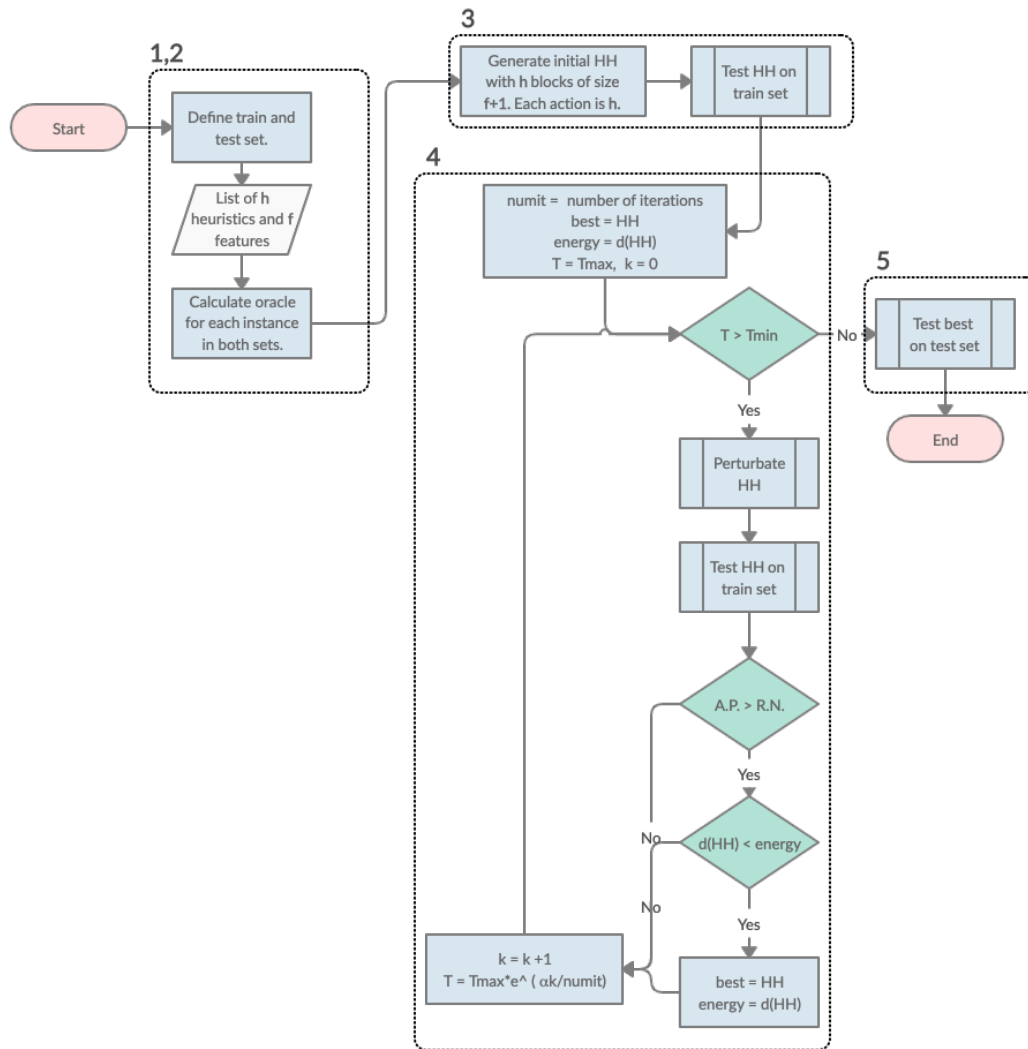 1,2
Start
Define train and
test set.
List of h
heuristics and f
features
Calculate oracle
for each instance
in both sets.
3
Generate initial HH
with h blocks of size
f+1. Each action is h.
Test HH on
train set
4
numit = number of iterations
best = HH
energy = d(HH)
T = Tmax, k = 0
T > Tmin
No
Yes
5
Test best
on test set
End
Perturbate
HH
Test HH on
train set
A.P. > R.N.
Yes
No
d(HH) < energy
No
Yes
k = k +1
T = Tmax*e^ ( αk/numit)
best = HH
energy = d(HH)